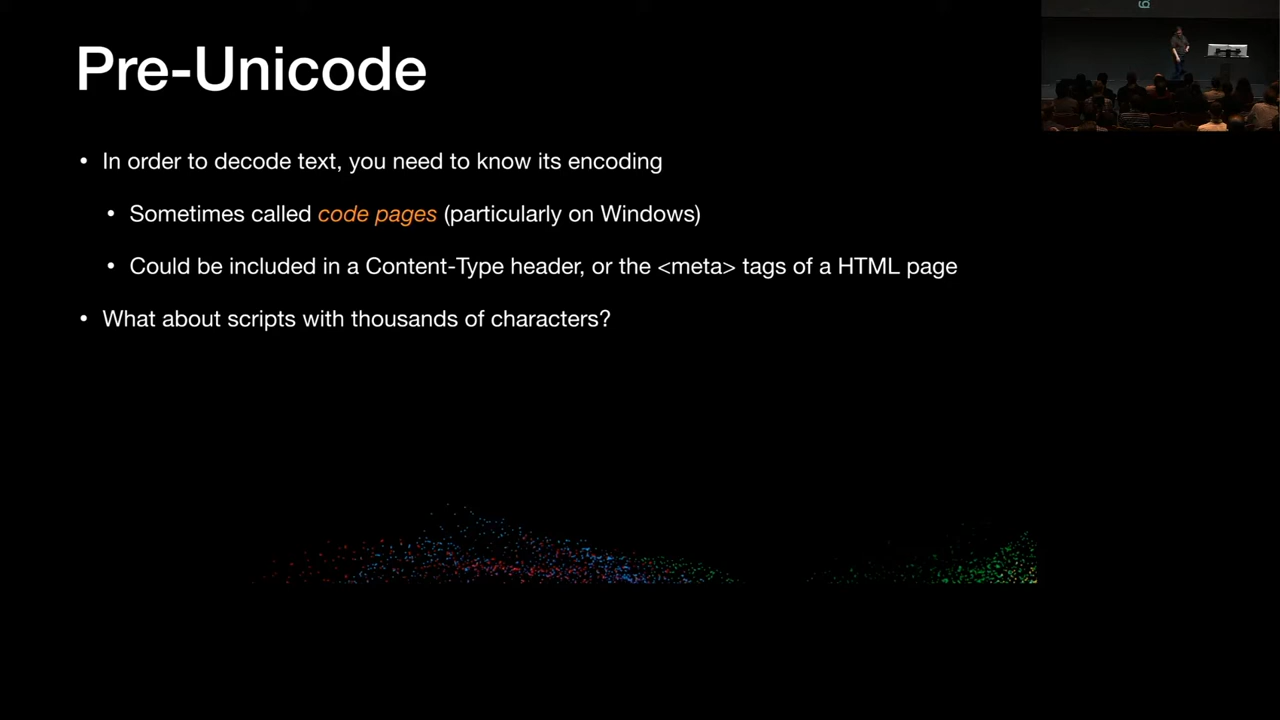 Pre-Unicode
• In order to decode text, you need to know its encoding
• Sometimes called code pages (particularly on Windows)
• Could be included in a Content-Type header, or the <meta> tags of a HTML page
• What about scripts with thousands of characters?